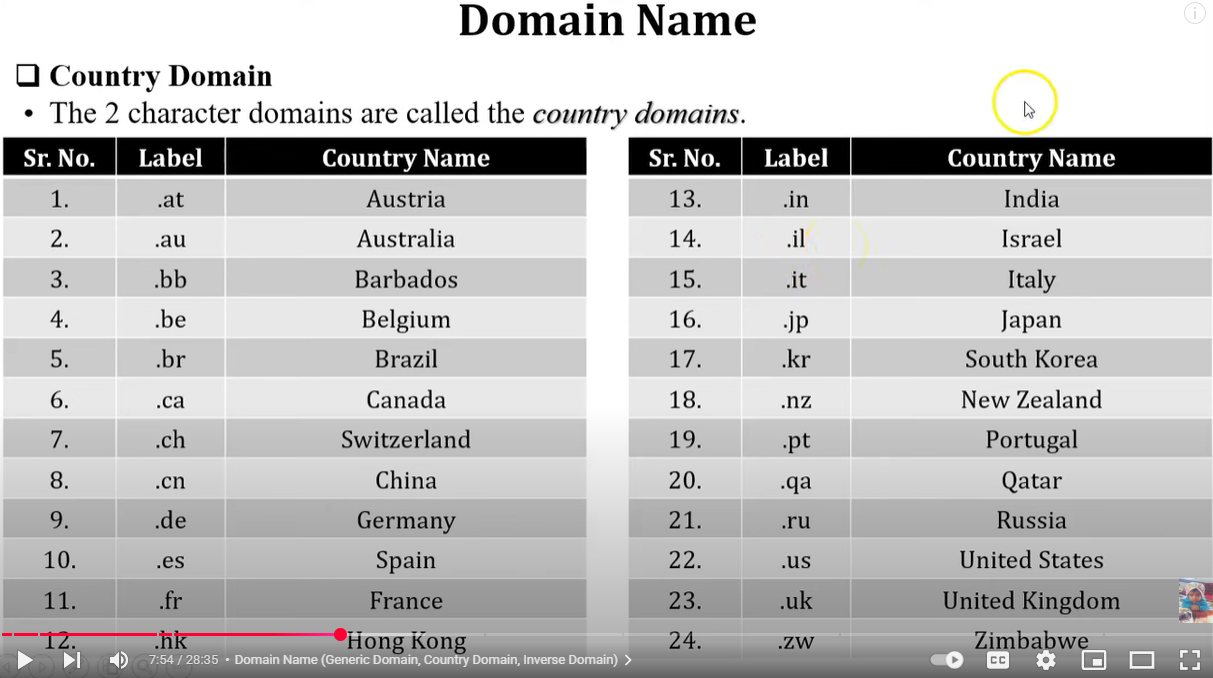 Domain Name
❑ Country Domain
• The 2 character domains are called the country domains.
Sr. No. Label Country Name
1. .at Austria
2. .au Australia
3. .bb Barbados
4. .be Belgium
5. .br Brazil
6. .ca Canada
7. .ch Switzerland
8. .cn China
9. .de Germany
10. .es Spain
11. .fr France
12. .hk Hong Kong
Sr. No. Label Country Name
13. .in India
14. .il Israel
15. .it Italy
16. .jp Japan
17. .kr South Korea
18. .nz New Zealand
19. .pt Portugal
20. .qa Qatar
21. .ru Russia
22. .us United States
23. .uk United Kingdom
24. .zw Zimbabwe
7:54 / 28:35 • Domain Name (Generic Domain, Country Domain, Inverse Domain)
CC